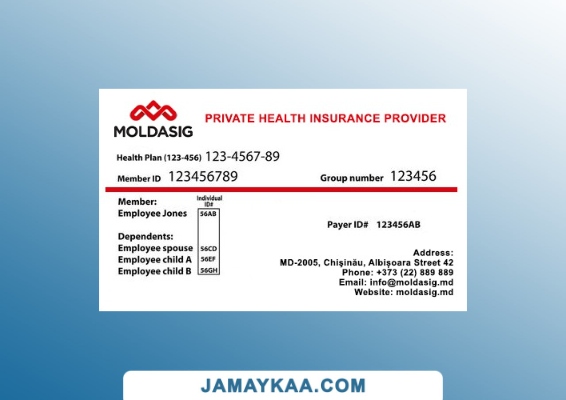 MOLDASIG
PRIVATE HEALTH INSURANCE PROVIDER
Health Plan (123-456) 123-4567-89
Member ID 123456789
Group number 123456
Individual
ID#
Member:
Employee Jones 56AB
Dependents:
Employee spouse 56CD
Employee child A 56EF
Employee child B 56GH
Payer ID# 123456AB
Address:
MD-2005, Chişinău, Albişoara Street 42
Phone: +373 (22) 889 889
Email: info@moldasig.md
Website: moldasig.md
JAMAYKAA.COM